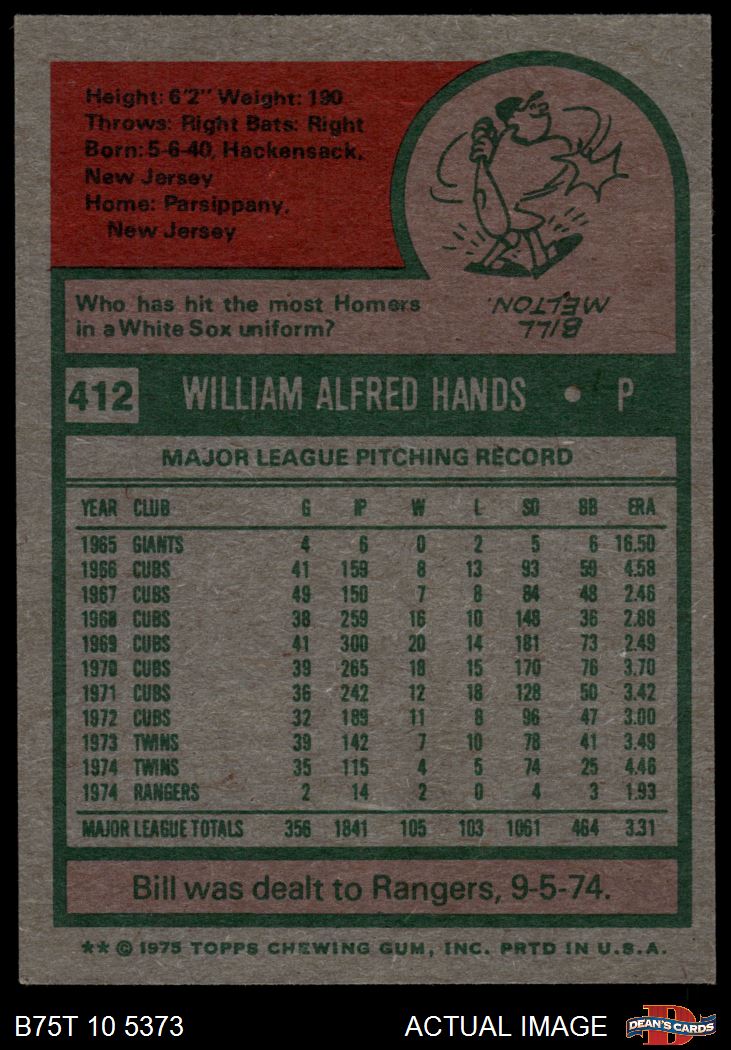 Height: 6'2" Weight: 190
Throws: Right Bats: Right
Born: 5-6-40, Hackensack,
New Jersey
Home: Parsippany,
New Jersey
Who has hit the most Homers
in a White Sox uniform?
BILL
MELTON.
412 WILLIAM ALFRED HANDS • P
MAJOR LEAGUE PITCHING RECORD
YEAR CLUB G IP W L SO BB ERA
1965 GIANTS 4 6 0 2 5 6 16.50
1966 CUBS 41 159 8 13 93 59 4.58
1967 CUBS 49 150 7 8 84 48 2.46
1968 CUBS 38 259 16 10 148 36 2.88
1969 CUBS 41 300 20 14 181 73 2.49
1970 CUBS 39 265 18 15 170 76 3.70
1971 CUBS 36 242 12 18 128 50 3.42
1972 CUBS 32 189 11 8 96 47 3.00
1973 TWINS 39 142 7 10 78 41 3.49
1974 TWINS 35 115 4 5 74 25 4.46
1974 RANGERS 2 14 2 0 4 3 1.93
MAJOR LEAGUE TOTALS 356 1841 105 103 1061 464 3.31
Bill was dealt to Rangers, 9-5-74.
** © 1975 TOPPS CHEWING GUM, INC. PRTD IN U.S.A.
B75T 10 5373 ACTUAL IMAGE D DEAN'S CARDS